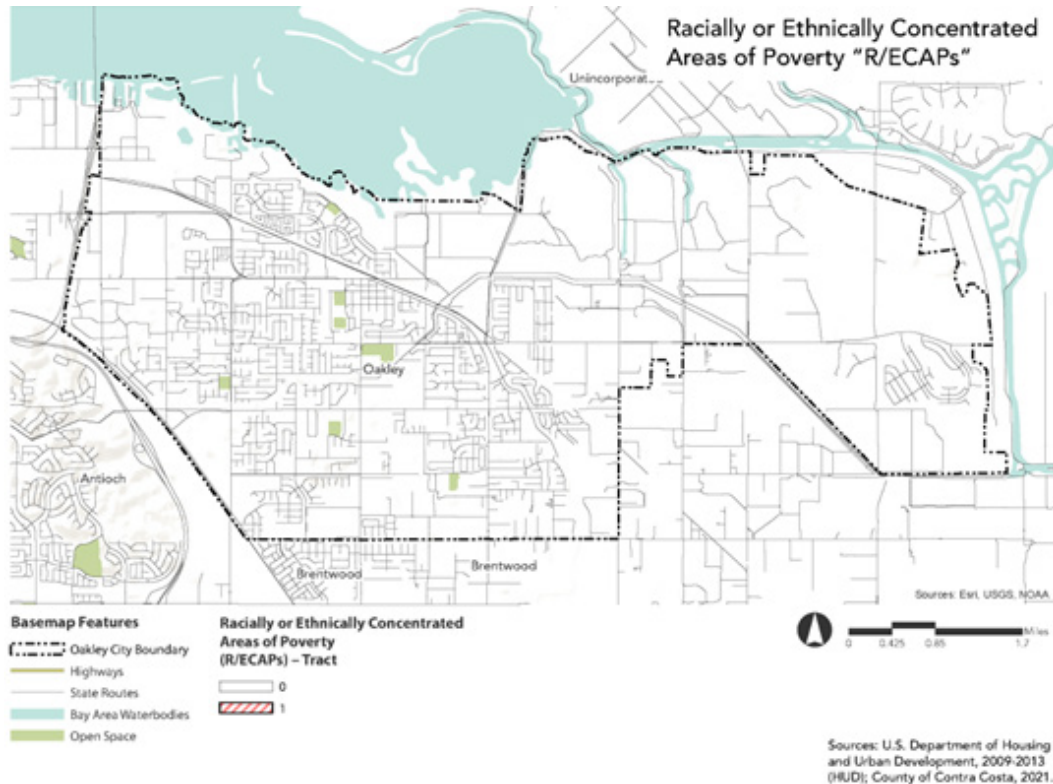 Racially or Ethnically Concentrated
Areas of Poverty “R/ECAPs”
Unincorporat..
Oakley
Antioch
Brentwood
Brentwood
Sources: Esri, USGS, NOAA
Basemap Features
Oakley City Boundary
Highways
State Routes
Bay Area Waterbodies
Open Space
Racially or Ethnically Concentrated
Areas of Poverty
(R/ECAPs) – Tract
0
1
Miles
0 0.425 0.85 1.7
Sources: U.S. Department of Housing
and Urban Development, 2009-2013
(HUD); County of Contra Costa, 2021.